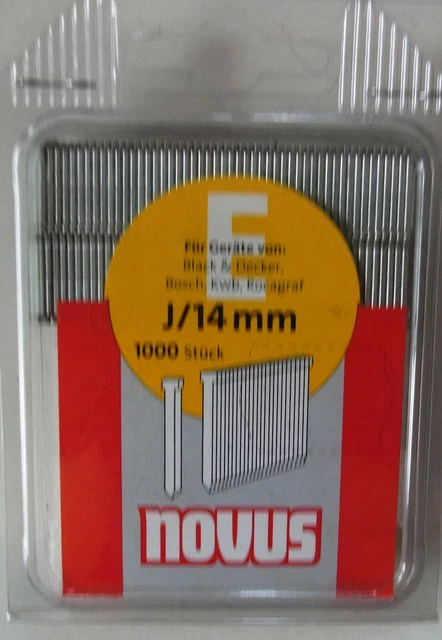 E
Für Geräte von:
Black & Decker,
Bosch, KWB, Rocagraf
J/14 mm
1000 Stück
novus